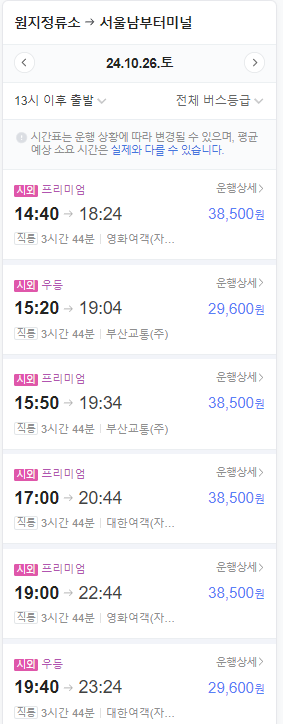 원지정류소 → 서울남부터미널
24.10.26.토
13시 이후 출발 전체 버스등급
시간표는 운행 상황에 따라 변경될 수 있으며, 평균
예상 소요 시간은 실제와 다를 수 있습니다.
시외 프리미엄 운행상세
14:40 → 18:24 38,500원
직통 3시간 44분 영화여객(자...
시외 우등 운행상세
15:20 → 19:04 29,600원
직통 3시간 44분 부산교통(주)
시외 프리미엄 운행상세
15:50 → 19:34 38,500원
직통 3시간 44분 부산교통(주)
시외 프리미엄 운행상세
17:00 → 20:44 38,500원
직통 3시간 44분 대한여객(자...
시외 프리미엄 운행상세
19:00 → 22:44 38,500원
직통 3시간 44분 영화여객(자...
시외 우등 운행상세
19:40 → 23:24 29,600원
직통 3시간 44분 대한여객(자...